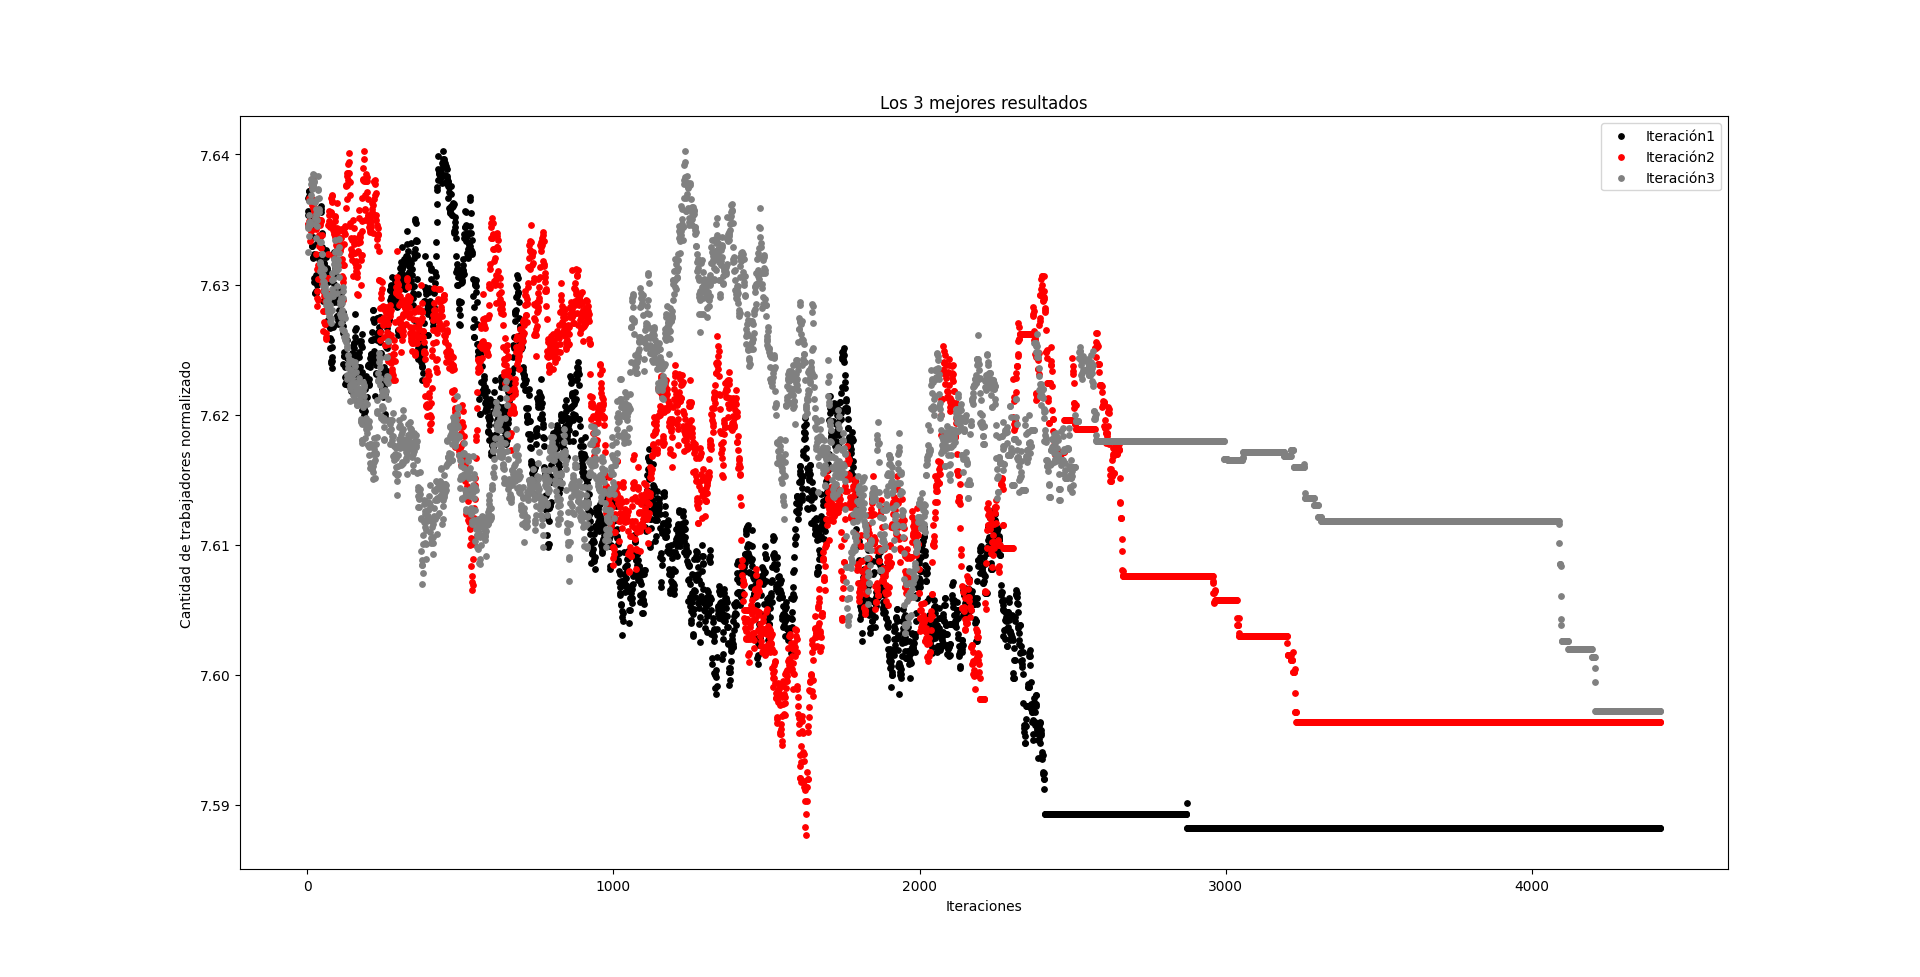 Los 3 mejores resultados
Iteración1
Iteración2
Iteración3
7.64
7.63
7.62
7.61
7.60
7.59
Cantidad de trabajadores normalizado
0 1000 2000 3000 4000
Iteraciones